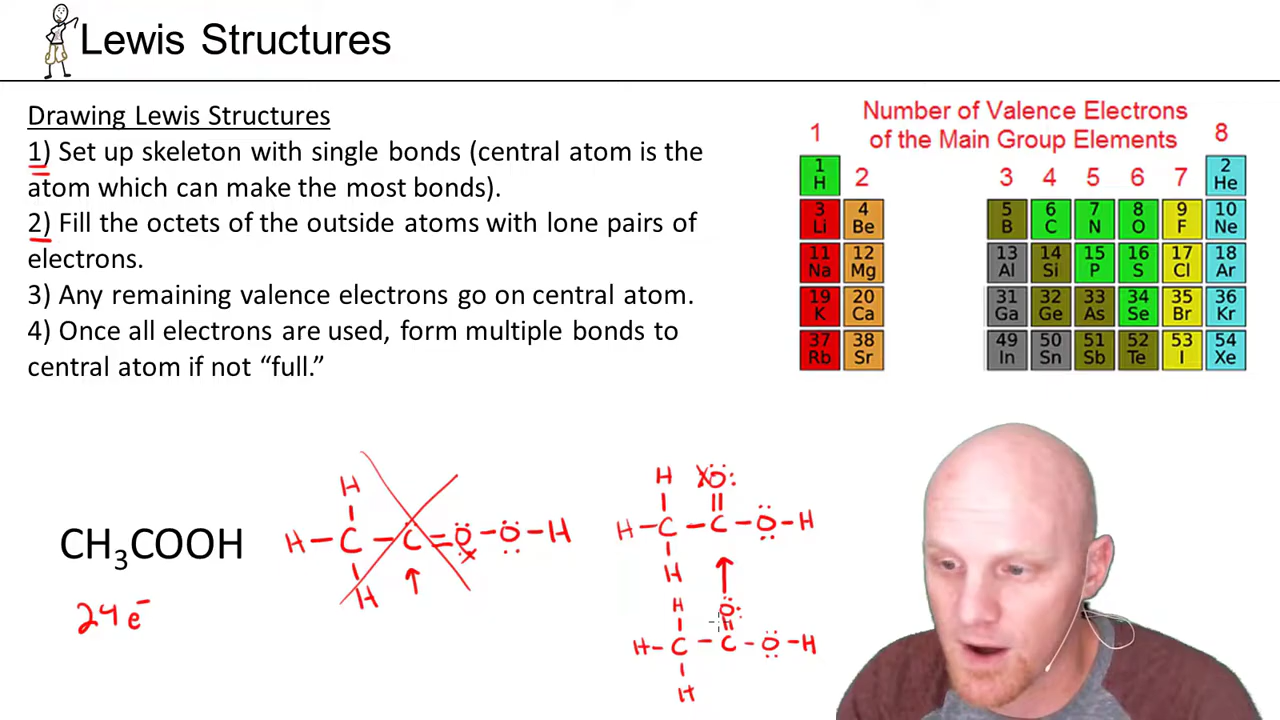 Lewis Structures
Drawing Lewis Structures
1) Set up skeleton with single bonds (central atom is the
atom which can make the most bonds).
2) Fill the octets of the outside atoms with lone pairs of
electrons.
3) Any remaining valence electrons go on central atom.
4) Once all electrons are used, form multiple bonds to
central atom if not “full.”
Number of Valence Electrons
of the Main Group Elements
1 8
2 3 4 5 6 7
1 2
H He
3 4 5 6 7 8 9 10
Li Be B C N O F Ne
11 12 13 14 15 16 17 18
Na Mg Al Si P S Cl Ar
19 20 31 32 33 34 35 36
K Ca Ga Ge As Se Br Kr
37 38 49 50 51 52 53 54
Rb Sr In Sn Sb Te I Xe
CH₃COOH
24 e⁻
H
H-C-C=O-O-H
H
H O
H-C-C-O-H
H
H O
H-C-C-O-H
H